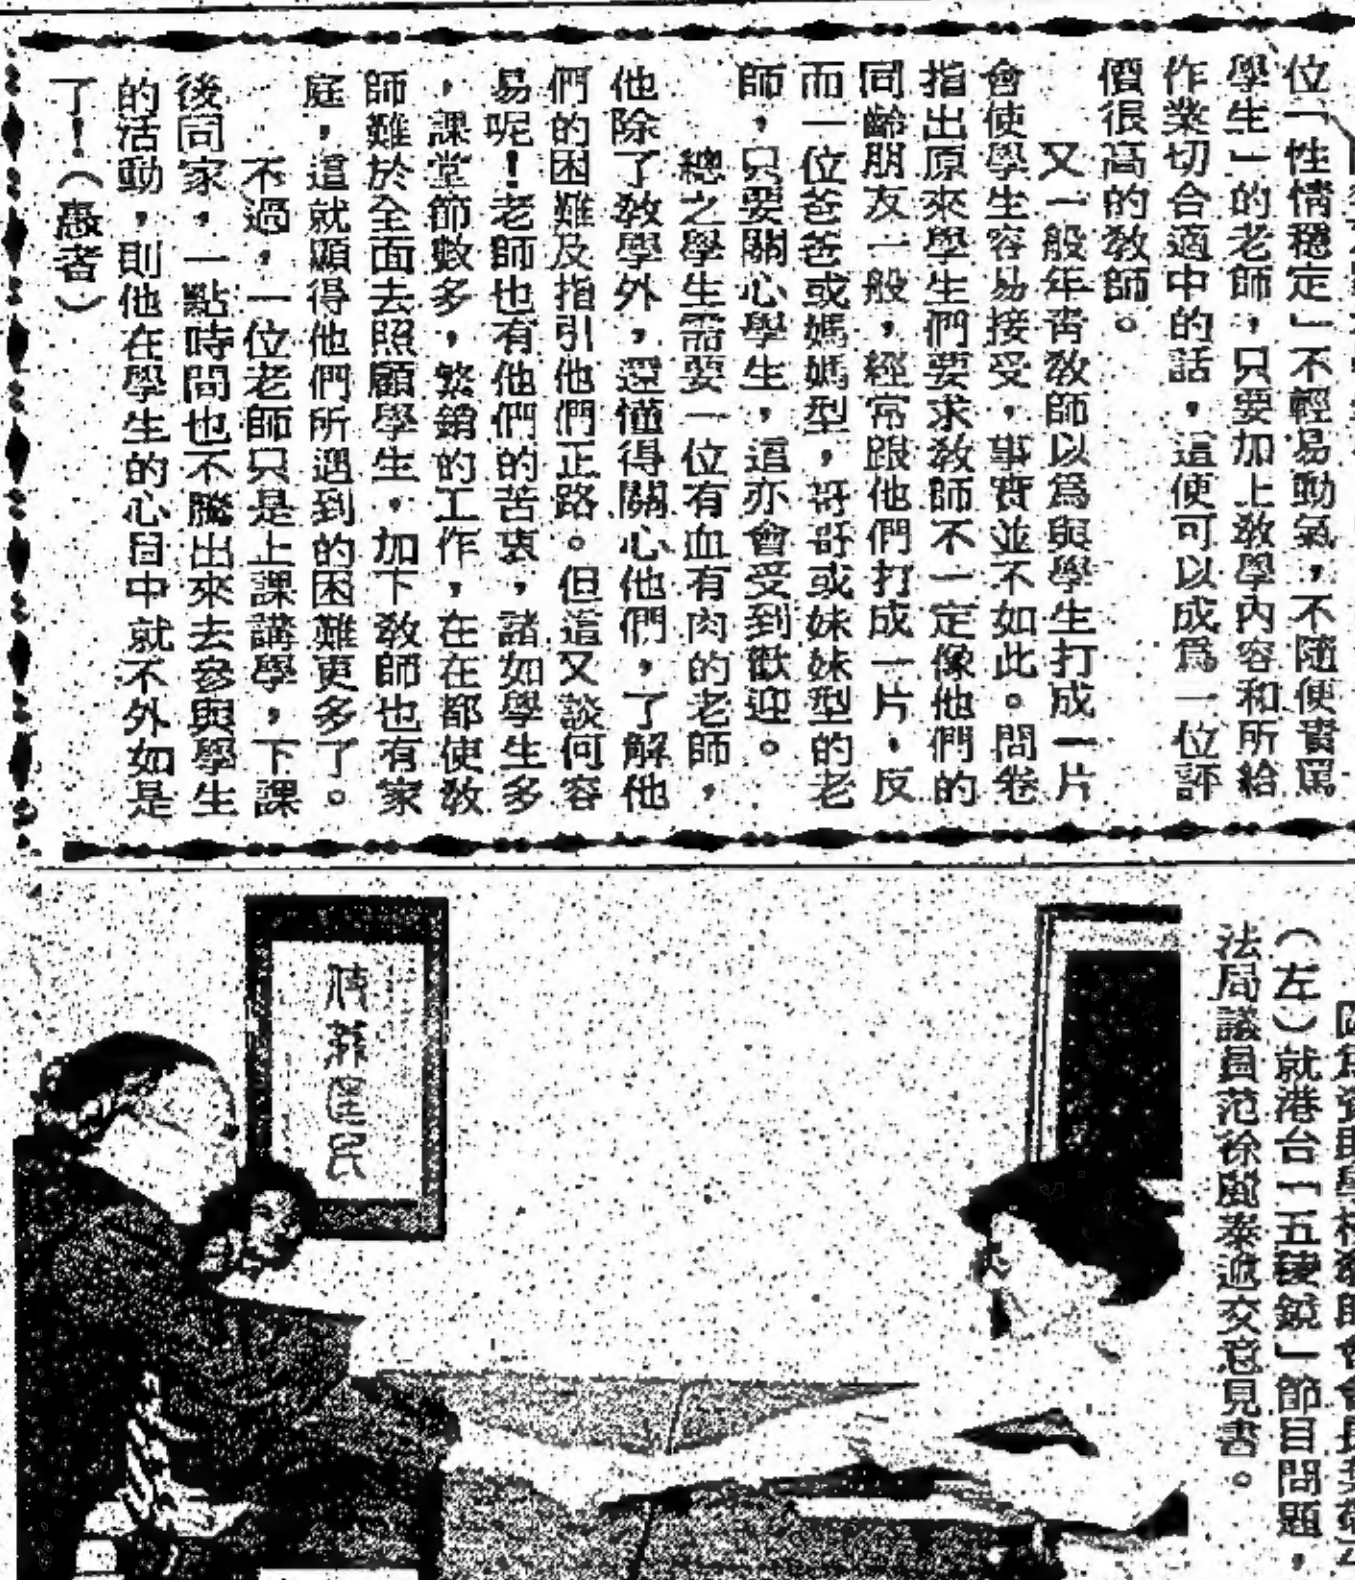 位「性情穩定」不輕易動氣，不隨便責罵
學生」的老師，只要加上教學內容和所給
作業切合適中的話，這便可以成爲一位評
價很高的教師。
又一般年青教師以爲與學生打成一片
會使學生容易接受，事實並不如此。問卷
指出原來學生們要求教師不一定像他們的
同齡朋友一般，經常跟他們打成一片，反
而一位爸爸或媽媽型，哥哥或妹妹型的老
師，只要關心學生，這亦會受到歡迎。
總之學生需要一位有血有肉的老師，
他除了教學外，還懂得關心他們，了解他
們的困難及指引他們正路。但這又談何容
易呢！老師也有他們的苦衷，諸如學生多
，課堂節數多，繁銷的工作，在在都使教
師難於全面去照顧學生，加下教師也有家
庭，這就顯得他們所遇到的困難更多了。
不過，一位老師只是上課講學，下課
後同家，一點時間也不騰出來去參與學生
的活動，則他在學生的心目中就不外如是
了！（愚者）
（左）就港台「五稜鏡」節目問題，
法局議員范徐麗泰遞交意見書。